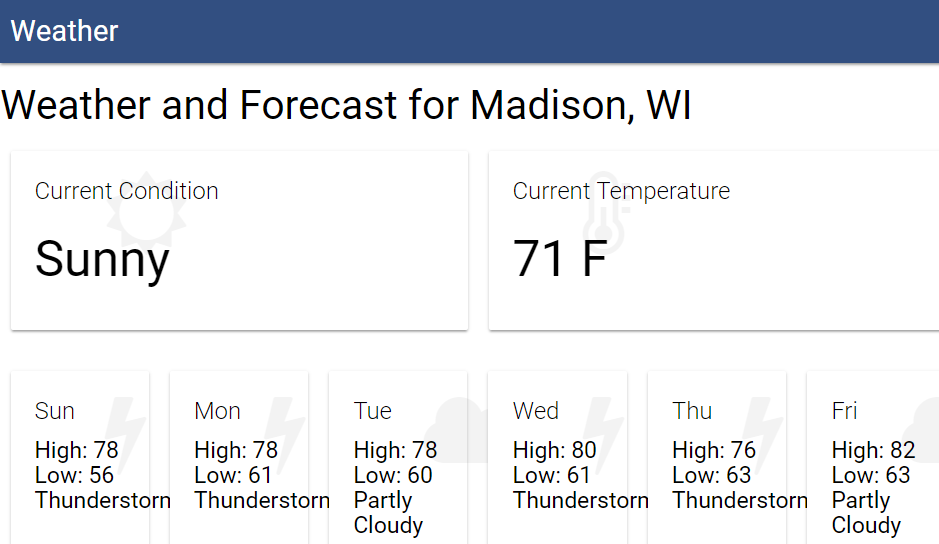 Weather
Weather and Forecast for Madison, WI
Current Condition
Sunny
Current Temperature
71 F
Sun
High: 78
Low: 56
Thunderstorn
Mon
High: 78
Low: 61
Thunderstorn
Tue
High: 78
Low: 60
Partly
Cloudy
Wed
High: 80
Low: 61
Thunderstorn
Thu
High: 76
Low: 63
Thunderstorn
Fri
High: 82
Low: 63
Partly
Cloudy